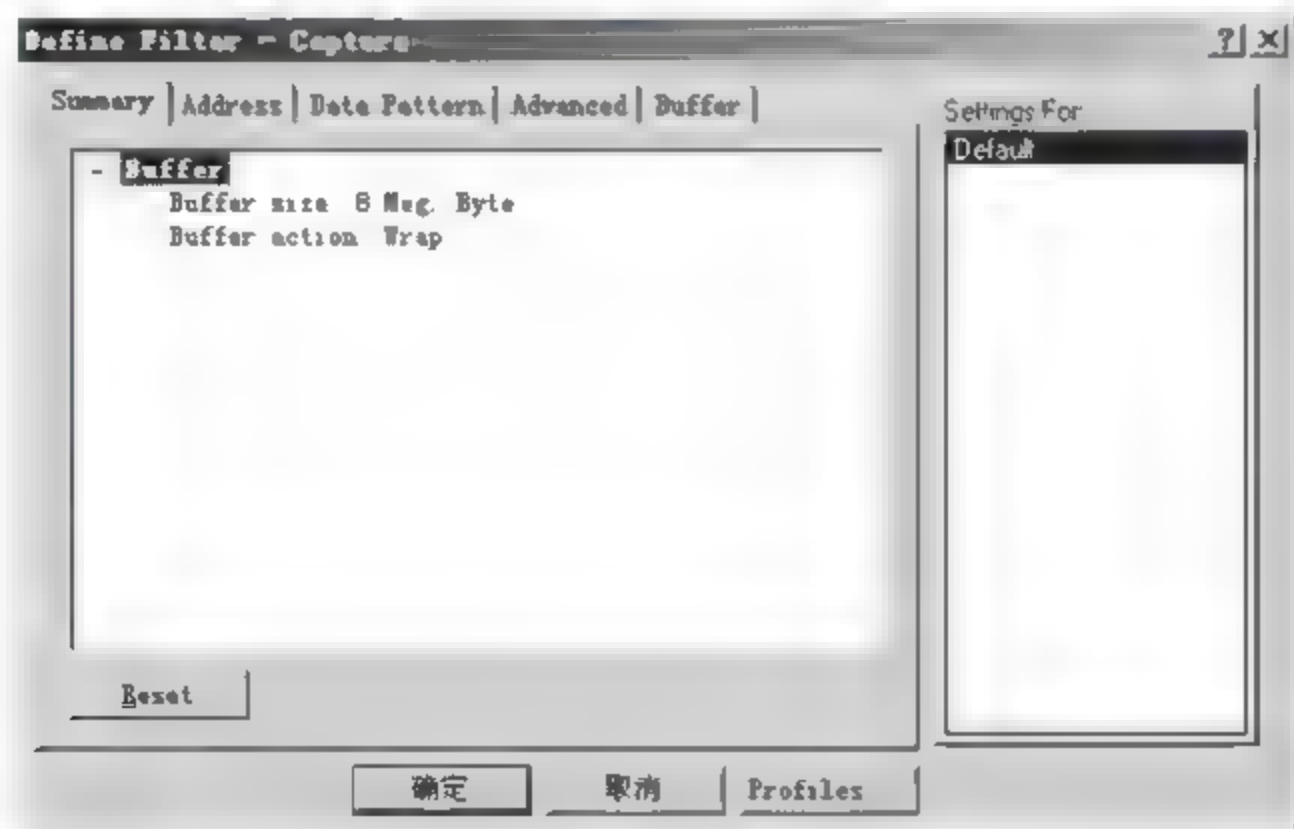 Define Filter - Capture
? ×
Summary Address Data Pattern Advanced Buffer
Settings For
Default
- Buffer
Buffer size 8 Meg. Byte
Buffer action Wrap
Reset
确定 取消 Profiles